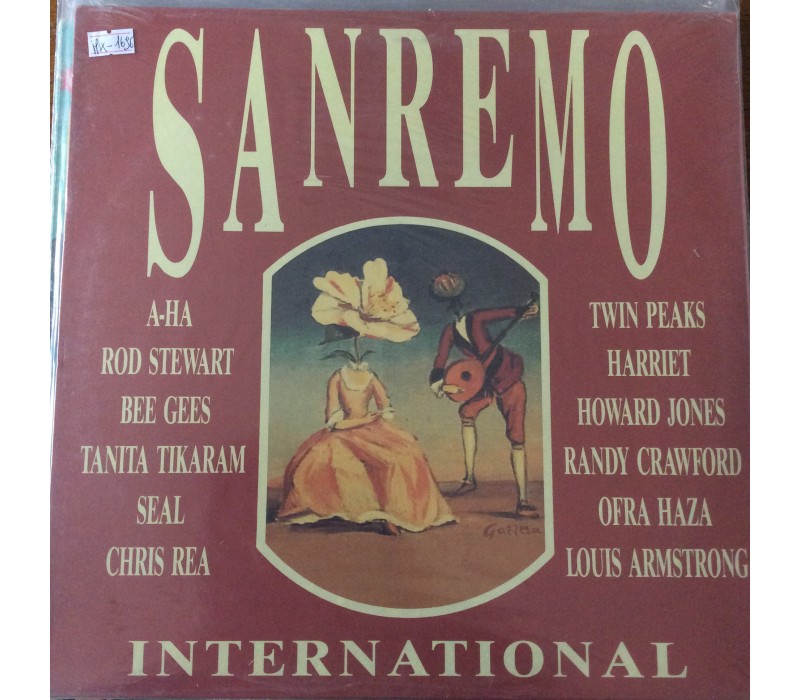 SANREMO
A-HA
ROD STEWART
BEE GEES
TANITA TIKARAM
SEAL
CHRIS REA
TWIN PEAKS
HARRIET
HOWARD JONES
RANDY CRAWFORD
OFRA HAZA
LOUIS ARMSTRONG
INTERNATIONAL